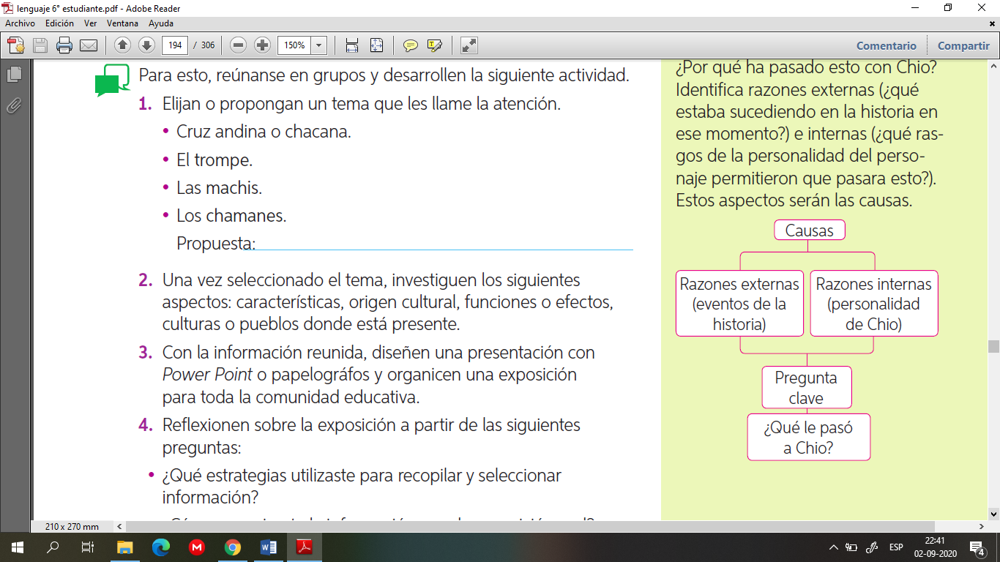 lenguaje 6° estudiante.pdf - Adobe Reader
Archivo Edición Ver Ventana Ayuda
194 / 306 150% Comentario Compartir
Para esto, reúnanse en grupos y desarrollen la siguiente actividad.
1. Elijan o propongan un tema que les llame la atención.
• Cruz andina o chacana.
• El trompe.
• Las machis.
• Los chamanes.
Propuesta:
2. Una vez seleccionado el tema, investiguen los siguientes
aspectos: características, origen cultural, funciones o efectos,
culturas o pueblos donde está presente.
3. Con la información reunida, diseñen una presentación con
Power Point o papelográfos y organicen una exposición
para toda la comunidad educativa.
4. Reflexionen sobre la exposición a partir de las siguientes
preguntas:
• ¿Qué estrategias utilizaste para recopilar y seleccionar
información?
¿Por qué ha pasado esto con Chio?
Identifica razones externas (¿qué
estaba sucediendo en la historia en
ese momento?) e internas (¿qué ras-
gos de la personalidad del perso-
naje permitieron que pasara esto?).
Estos aspectos serán las causas.
Causas
Razones externas
(eventos de la
historia)
Razones internas
(personalidad
de Chio)
Pregunta
clave
¿Qué le pasó
a Chio?
210 x 270 mm
ESP
22:41
02-09-2020
4